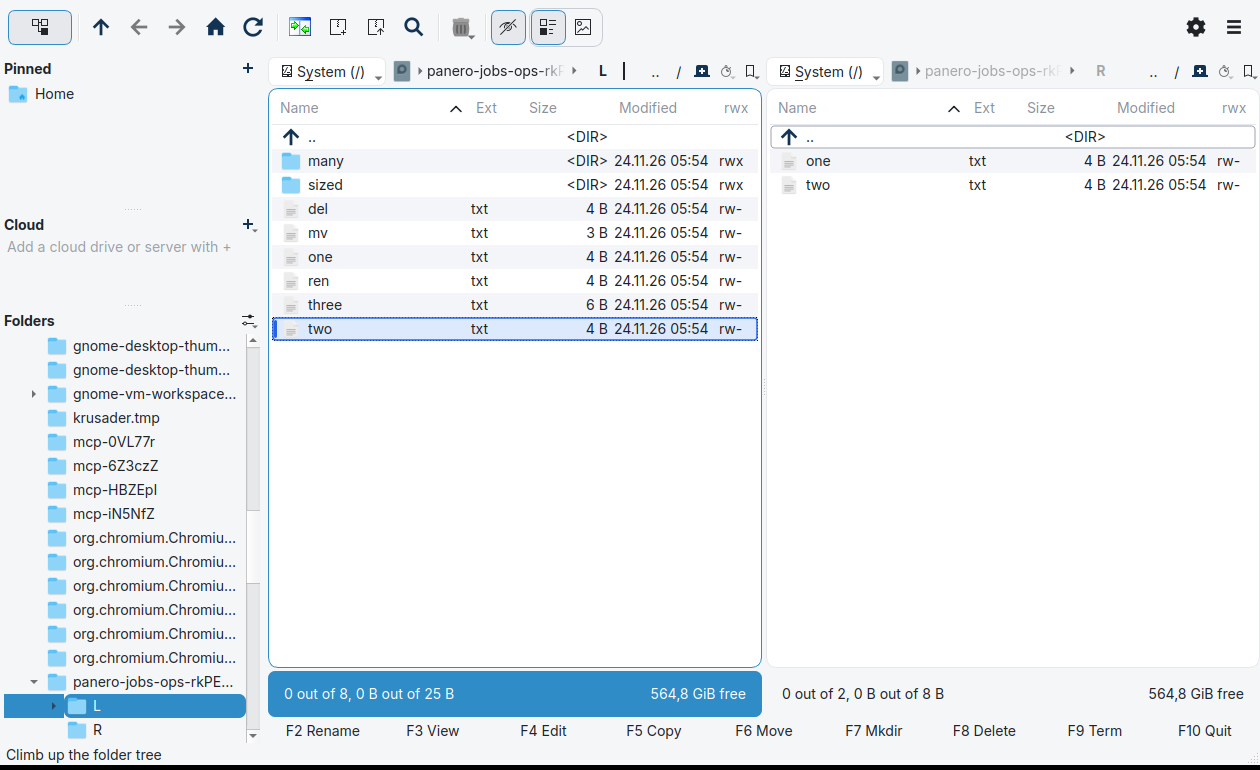 Pinned
Home
Cloud
Add a cloud drive or server with +
Folders
gnome-desktop-thum...
gnome-desktop-thum...
gnome-vm-workspace...
krusader.tmp
mcp-0VL77r
mcp-6Z3czZ
mcp-HBZEpI
mcp-iN5NfZ
org.chromium.Chromiu...
org.chromium.Chromiu...
org.chromium.Chromiu...
org.chromium.Chromiu...
org.chromium.Chromiu...
org.chromium.Chromiu...
panero-jobs-ops-rkPE...
L
R
System (/) panero-jobs-ops-rkP L .. /
Name Ext Size Modified rwx
.. <DIR>
many <DIR> 24.11.26 05:54 rwx
sized <DIR> 24.11.26 05:54 rwx
del txt 4 B 24.11.26 05:54 rw-
mv txt 3 B 24.11.26 05:54 rw-
one txt 4 B 24.11.26 05:54 rw-
ren txt 4 B 24.11.26 05:54 rw-
three txt 6 B 24.11.26 05:54 rw-
two txt 4 B 24.11.26 05:54 rw-
0 out of 8, 0 B out of 25 B 564,8 GiB free
System (/) panero-jobs-ops-rkP R .. /
Name Ext Size Modified rwx
.. <DIR>
one txt 4 B 24.11.26 05:54 rw-
two txt 4 B 24.11.26 05:54 rw-
0 out of 2, 0 B out of 8 B 564,8 GiB free
F2 Rename F3 View F4 Edit F5 Copy F6 Move F7 Mkdir F8 Delete F9 Term F10 Quit
Climb up the folder tree